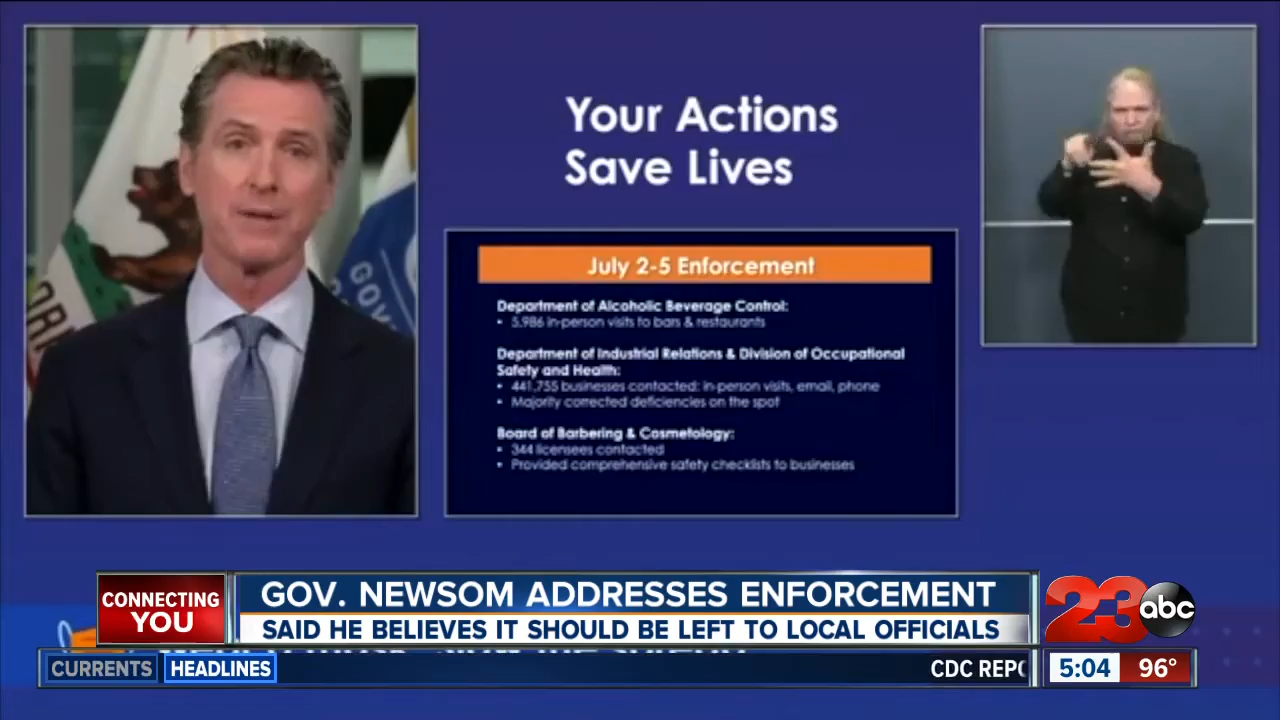 Your Actions
Save Lives
July 2-5 Enforcement
Department of Alcoholic Beverage Control:
• 5,986 in-person visits to bars & restaurants
Department of Industrial Relations & Division of Occupational
Safety and Health:
• 441,755 businesses contacted: in-person visits, email, phone
• Majority corrected deficiencies on the spot
Board of Barbering & Cosmetology:
• 344 licensees contacted
• Provided comprehensive safety checklists to businesses
CONNECTING
YOU
GOV. NEWSOM ADDRESSES ENFORCEMENT
SAID HE BELIEVES IT SHOULD BE LEFT TO LOCAL OFFICIALS
23 abc
CURRENTS HEADLINES
CDC REPO
5:04 96°